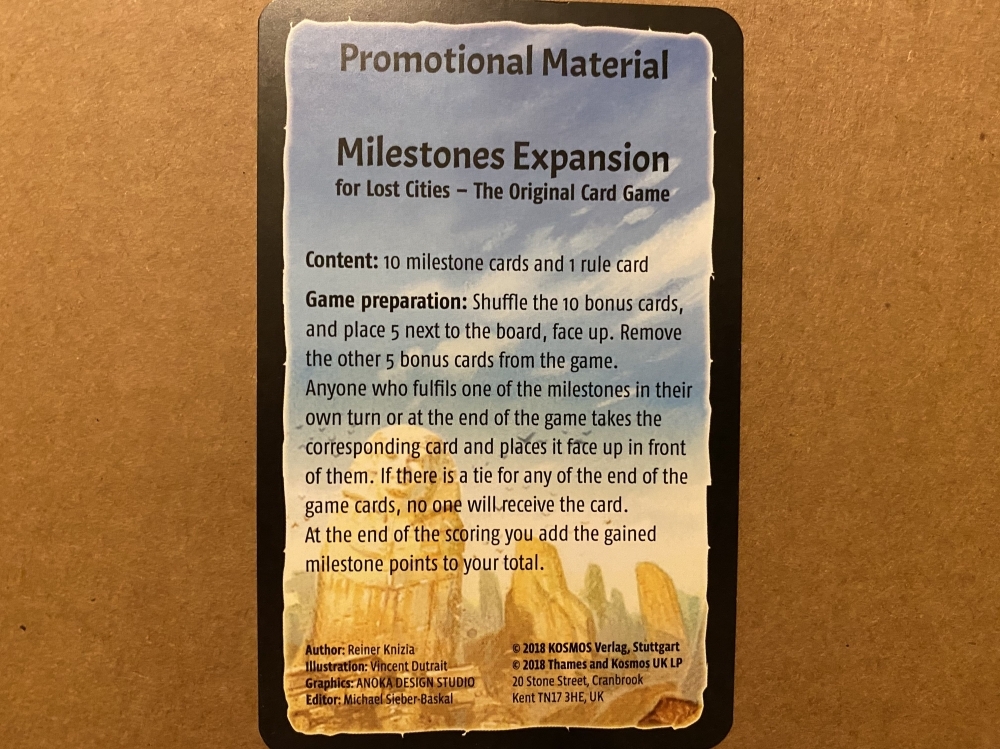 Promotional Material
Milestones Expansion
for Lost Cities – The Original Card Game
Content: 10 milestone cards and 1 rule card
Game preparation: Shuffle the 10 bonus cards,
and place 5 next to the board, face up. Remove
the other 5 bonus cards from the game.
Anyone who fulfils one of the milestones in their
own turn or at the end of the game takes the
corresponding card and places it face up in front
of them. If there is a tie for any of the end of the
game cards, no one will receive the card.
At the end of the scoring you add the gained
milestone points to your total.
Author: Reiner Knizia
Illustration: Vincent Dutrait
Graphics: ANOKA DESIGN STUDIO
Editor: Michael Sieber-Baskal
© 2018 KOSMOS Verlag, Stuttgart
© 2018 Thames and Kosmos UK LP
20 Stone Street, Cranbrook
Kent TN17 3HE, UK